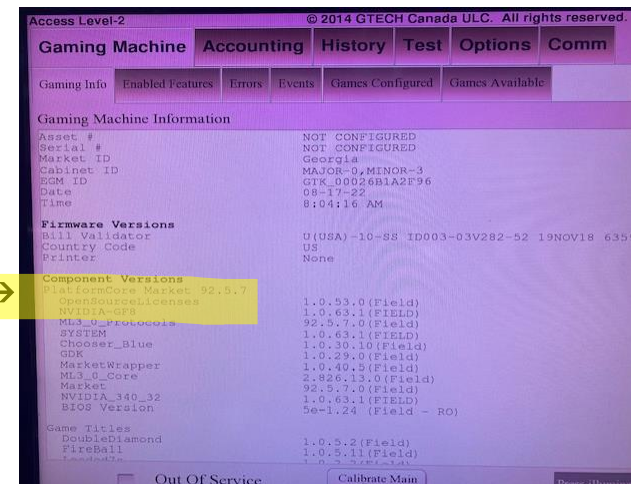 Access Level-2 © 2014 GTECH Canada ULC. All rights reserved.
Gaming Machine Accounting History Test Options Comm
Gaming Info Enabled Features Errors Events Games Configured Games Available
Gaming Machine Information
Asset # NOT CONFIGURED
Serial # NOT CONFIGURED
Market ID Georgia
Cabinet ID MAJOR-0,MINOR-3
EGM ID GTK_00026B1A2F96
Date 08-17-22
Time 8:04:16 AM
Firmware Versions
Bill Validator U(USA)-10-SS ID003-03V282-52 19NOV18
Country Code US
Printer None
Component Versions
PlatformCore Market 92.5.7
OpenSourceLicenses 1.0.53.0(Field)
NVIDIA-GF8 1.0.63.1(FIELD)
ML3_0_Protocols 92.5.7.0(Field)
SYSTEM 1.0.63.1(FIELD)
Chooser_Blue 1.0.30.10(Field)
GDK 1.0.29.0(Field)
MarketWrapper 1.0.40.5(Field)
ML3_0_Core 2.826.13.0(Field)
Market 92.5.7.0(Field)
NVIDIA_340_32 1.0.63.1(FIELD)
BIOS Version 5e-1.24 (Field - RO)
Game Titles
DoubleDiamond 1.0.5.2(Field)
FireBall 1.0.5.11(Field)
Out Of Service Calibrate Main